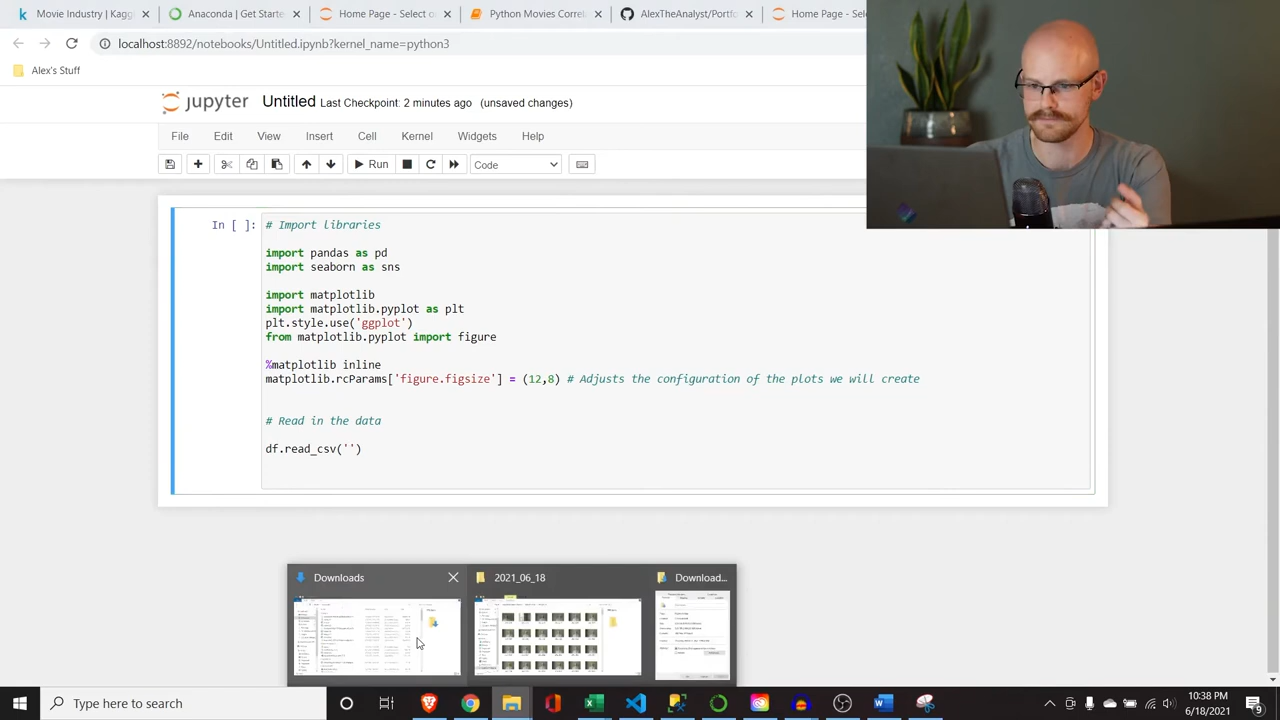 Movie Industry | Kagg
Anaconda | Get Starte
Home Page - Select o
Python Movies Correl
AlexTheAnalyst/Portfo
Home Page - Sel
localhost:8892/notebooks/Untitled.ipynb?kernel_name=python3
Alex's Stuff
jupyter Untitled Last Checkpoint: 2 minutes ago (unsaved changes)
File Edit View Insert Cell Kernel Widgets Help
Run Code
In [ ]: # Import libraries
import pandas as pd
import seaborn as sns
import matplotlib
import matplotlib.pyplot as plt
plt.style.use('ggplot')
from matplotlib.pyplot import figure
%matplotlib inline
matplotlib.rcParams['figure.figsize'] = (12,8) # Adjusts the configuration of the plots we will create
# Read in the data
df.read_csv('')
Downloads
2021_06_18
Download...
Type here to search
10:38 PM
6/18/2021